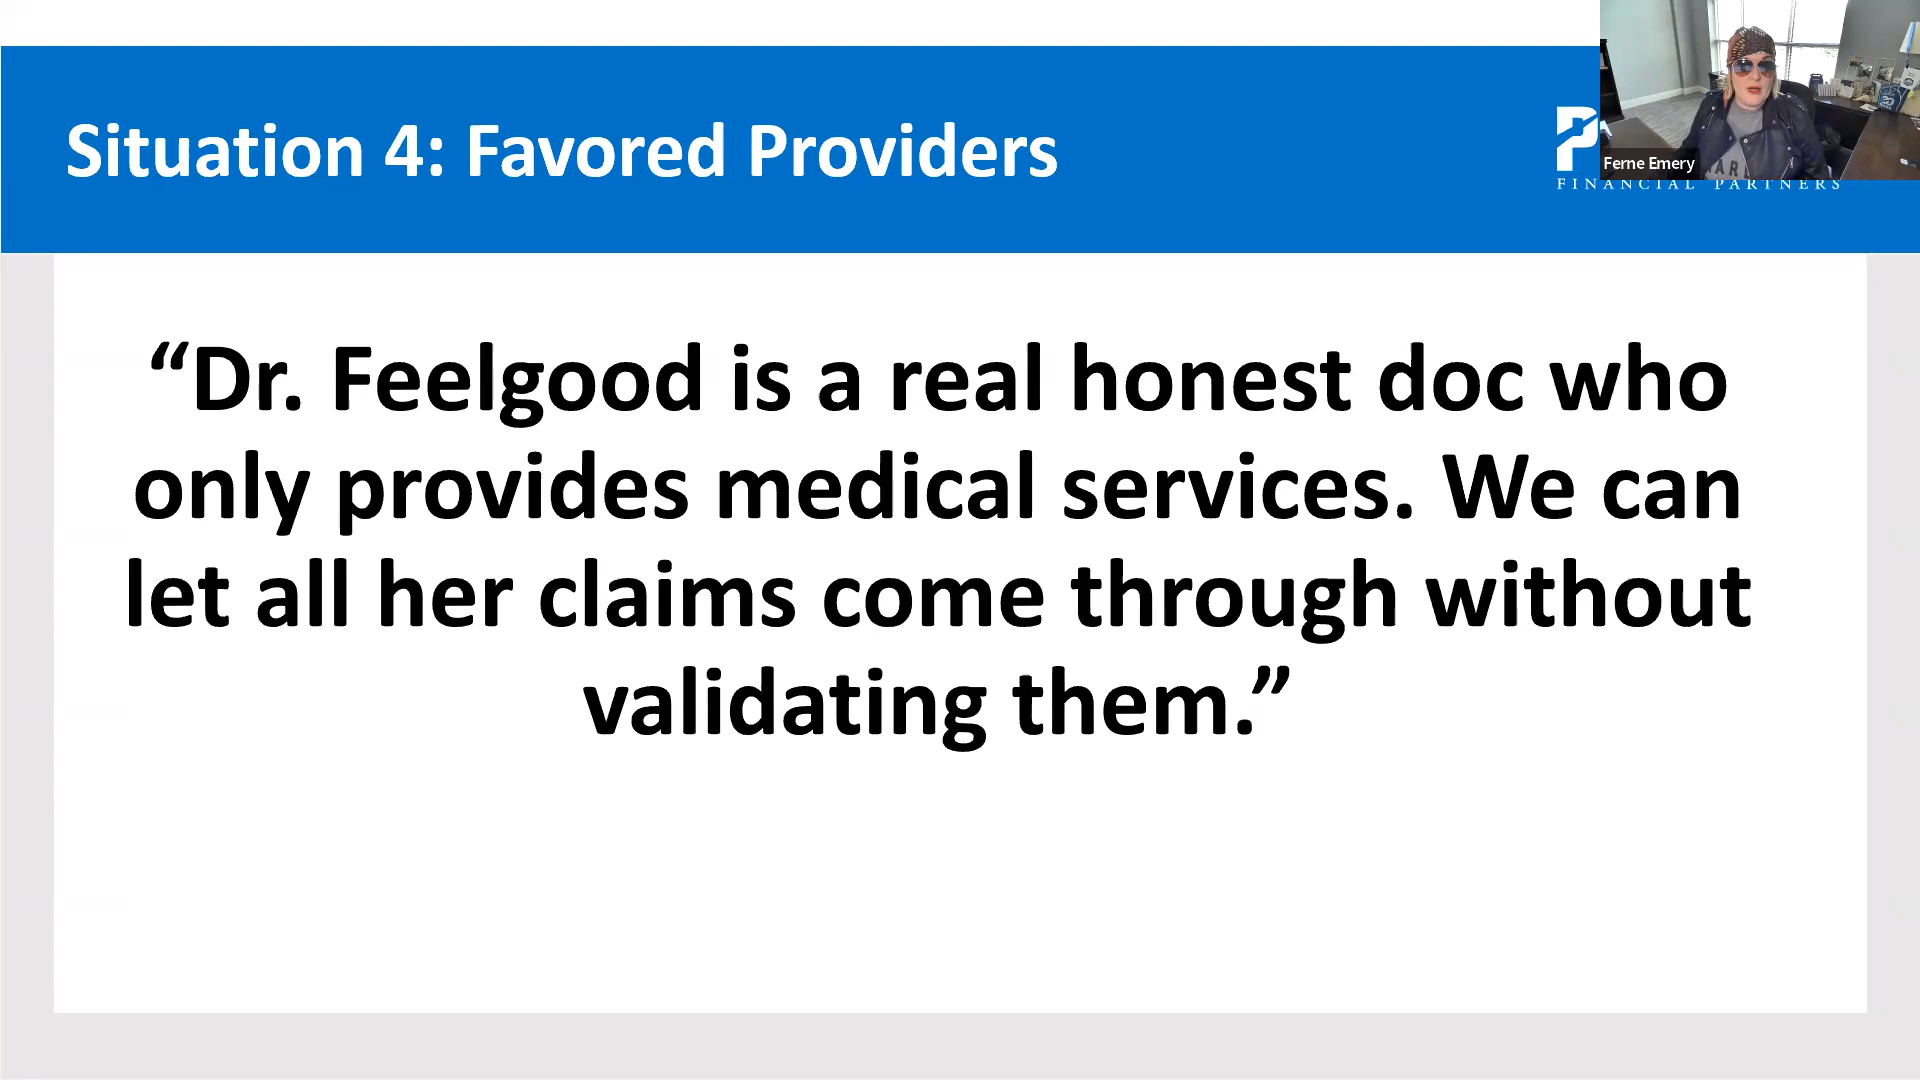 Situation 4: Favored Providers
P
Ferne Emery
FINANCIAL PARTNERS
“Dr. Feelgood is a real honest doc who
only provides medical services. We can
let all her claims come through without
validating them.”